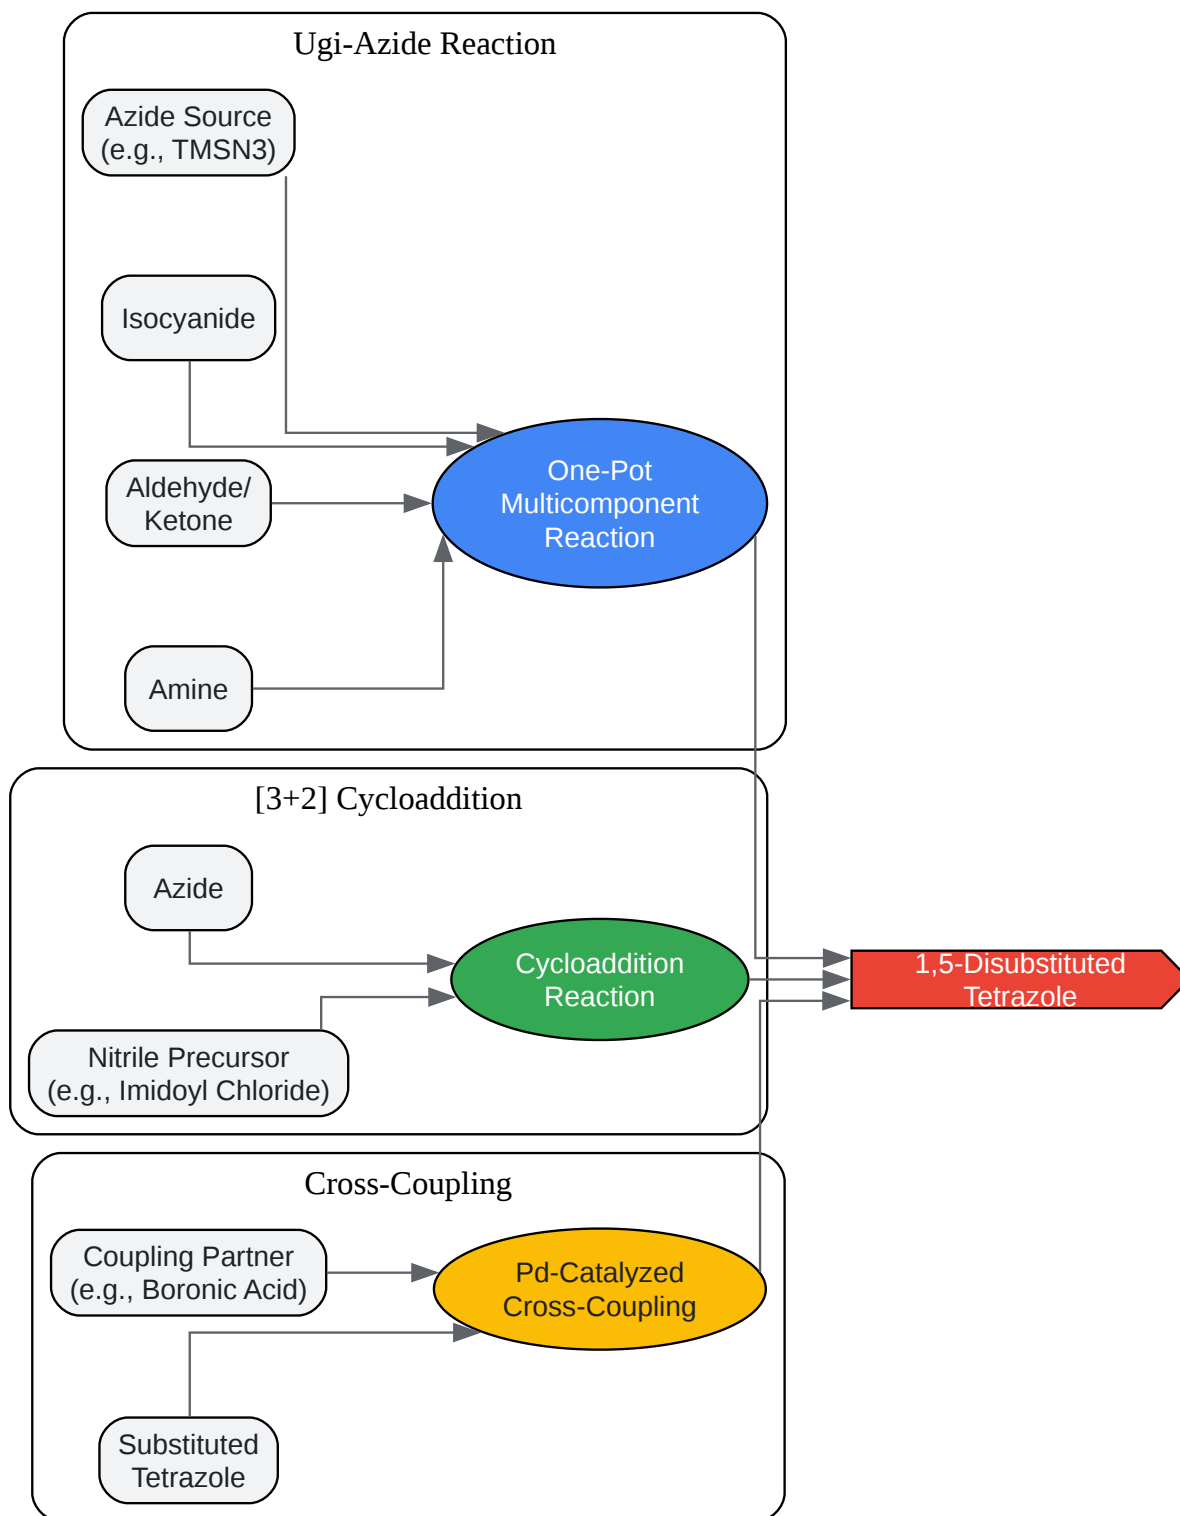 Ugi-Azide Reaction
Azide Source
(e.g., TMSN3)
Isocyanide
Aldehyde/
Ketone
One-Pot
Multicomponent
Reaction
Amine
[3+2] Cycloaddition
Azide
Cycloaddition
Reaction
Nitrile Precursor
(e.g., Imidoyl Chloride)
1,5-Disubstituted
Tetrazole
Cross-Coupling
Coupling Partner
(e.g., Boronic Acid)
Pd-Catalyzed
Cross-Coupling
Substituted
Tetrazole